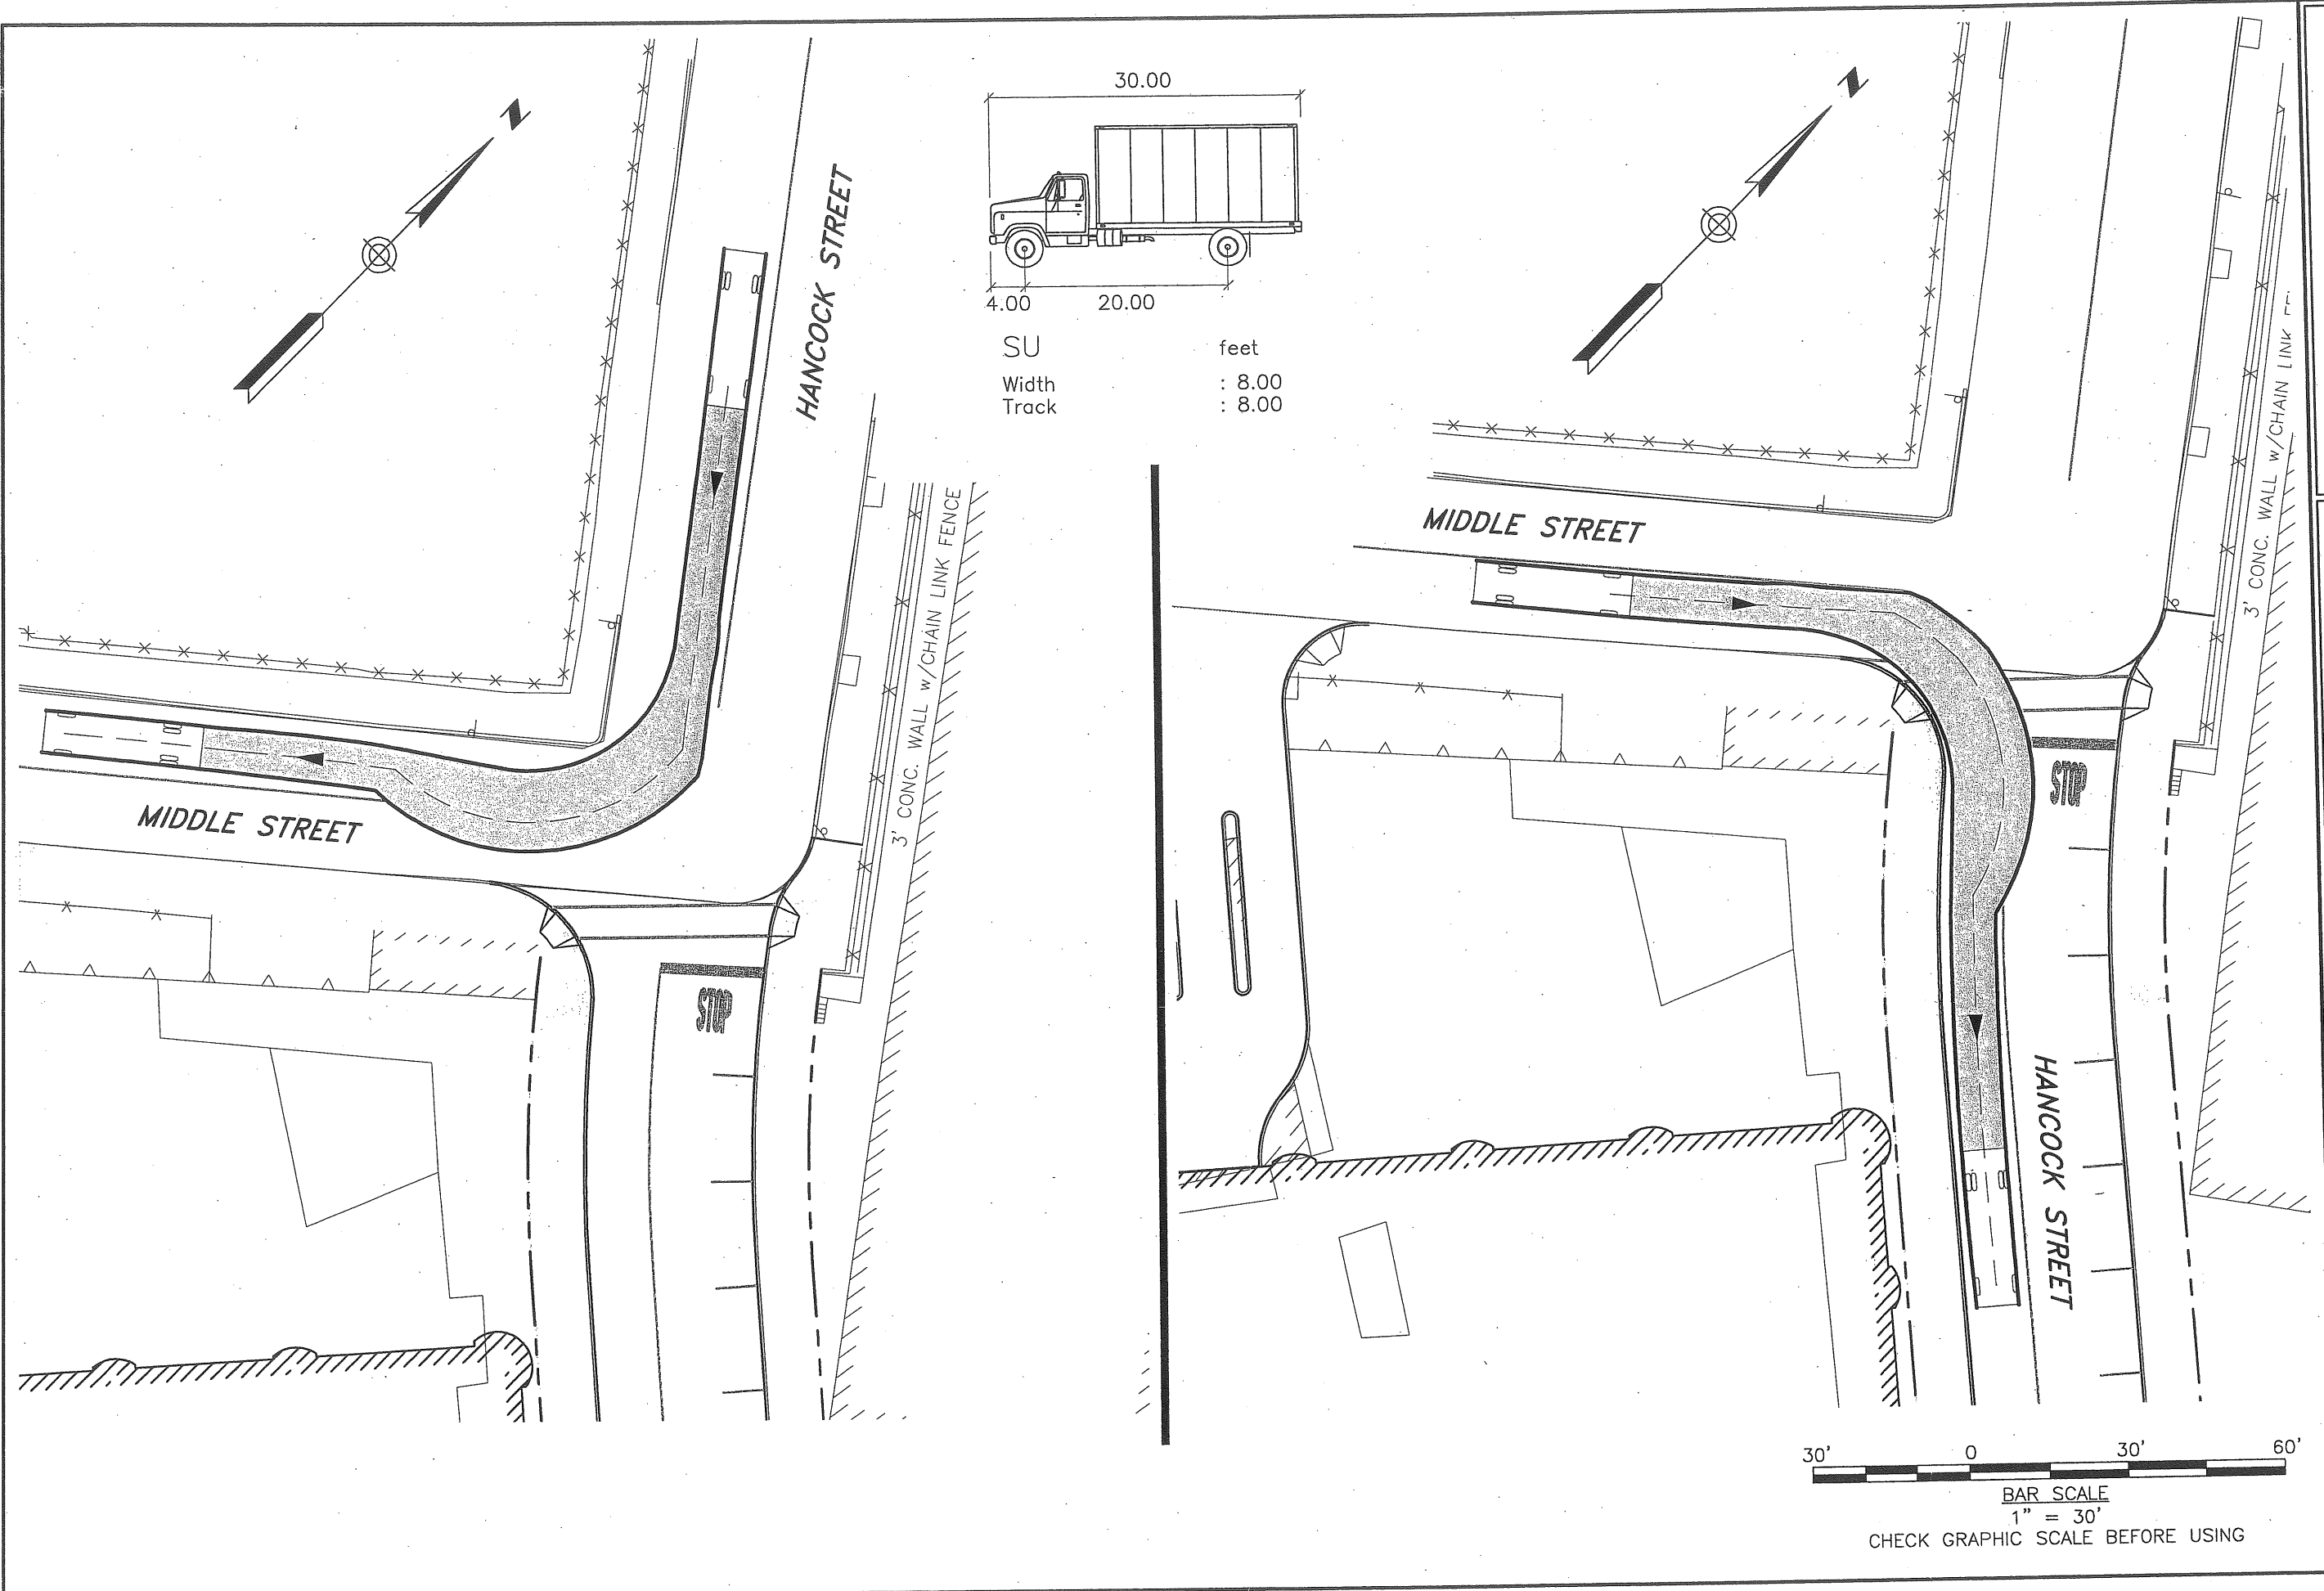 N
HANCOCK STREET
MIDDLE STREET
3' CONC. WALL w/CHAIN LINK FENCE
STOP
30.00
4.00 20.00
SU feet
Width : 8.00
Track : 8.00
N
MIDDLE STREET
3' CONC. WALL w/CHAIN LINK
STOP
HANCOCK STREET
30' 0 30' 60'
BAR SCALE
1" = 30'
CHECK GRAPHIC SCALE BEFORE USING